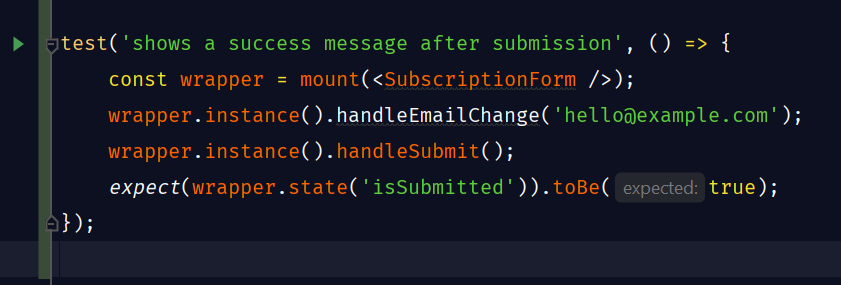 test('shows a success message after submission', () => {
    const wrapper = mount(<SubscriptionForm />);
    wrapper.instance().handleEmailChange('hello@example.com');
    wrapper.instance().handleSubmit();
    expect(wrapper.state('isSubmitted')).toBe( expected: true);
});